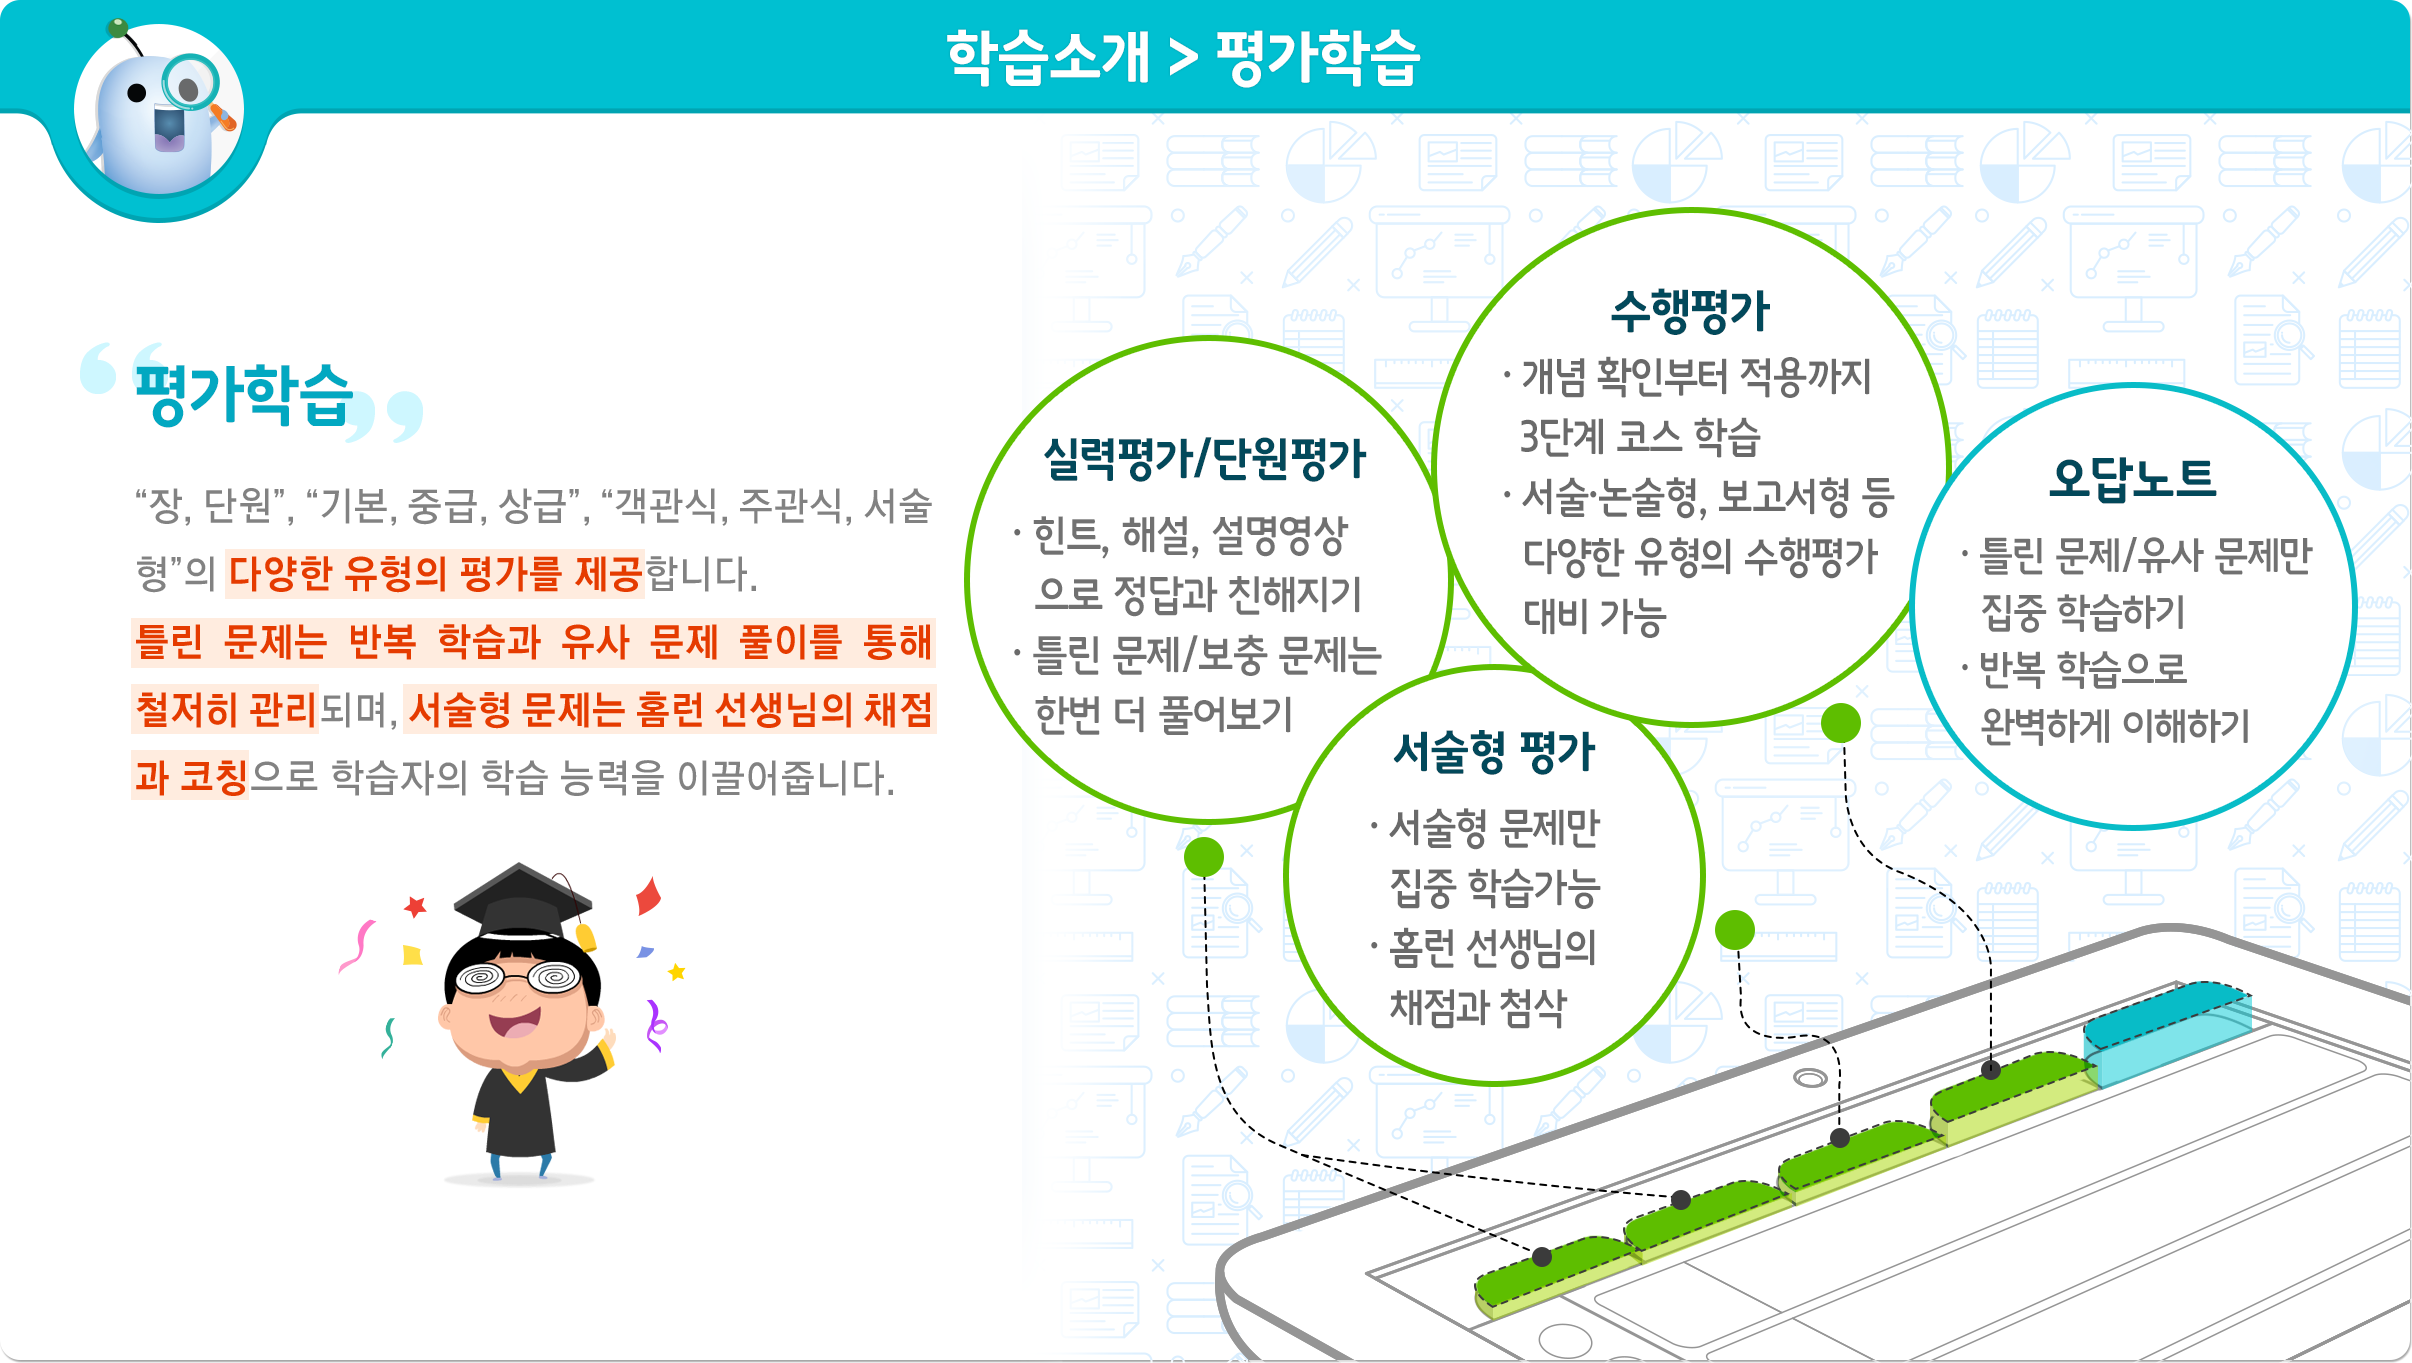 학습소개 > 평가학습
“평가학습”
“장, 단원”, “기본, 중급, 상급”, “객관식, 주관식, 서술
형”의 다양한 유형의 평가를 제공합니다.
틀린 문제는 반복 학습과 유사 문제 풀이를 통해
철저히 관리되며, 서술형 문제는 홈런 선생님의 채점
과 코칭으로 학습자의 학습 능력을 이끌어줍니다.
실력평가/단원평가
· 힌트, 해설, 설명영상
으로 정답과 친해지기
· 틀린 문제/보충 문제는
한번 더 풀어보기
수행평가
· 개념 확인부터 적용까지
3단계 코스 학습
· 서술·논술형, 보고서형 등
다양한 유형의 수행평가
대비 가능
서술형 평가
· 서술형 문제만
집중 학습가능
· 홈런 선생님의
채점과 첨삭
오답노트
· 틀린 문제/유사 문제만
집중 학습하기
· 반복 학습으로
완벽하게 이해하기